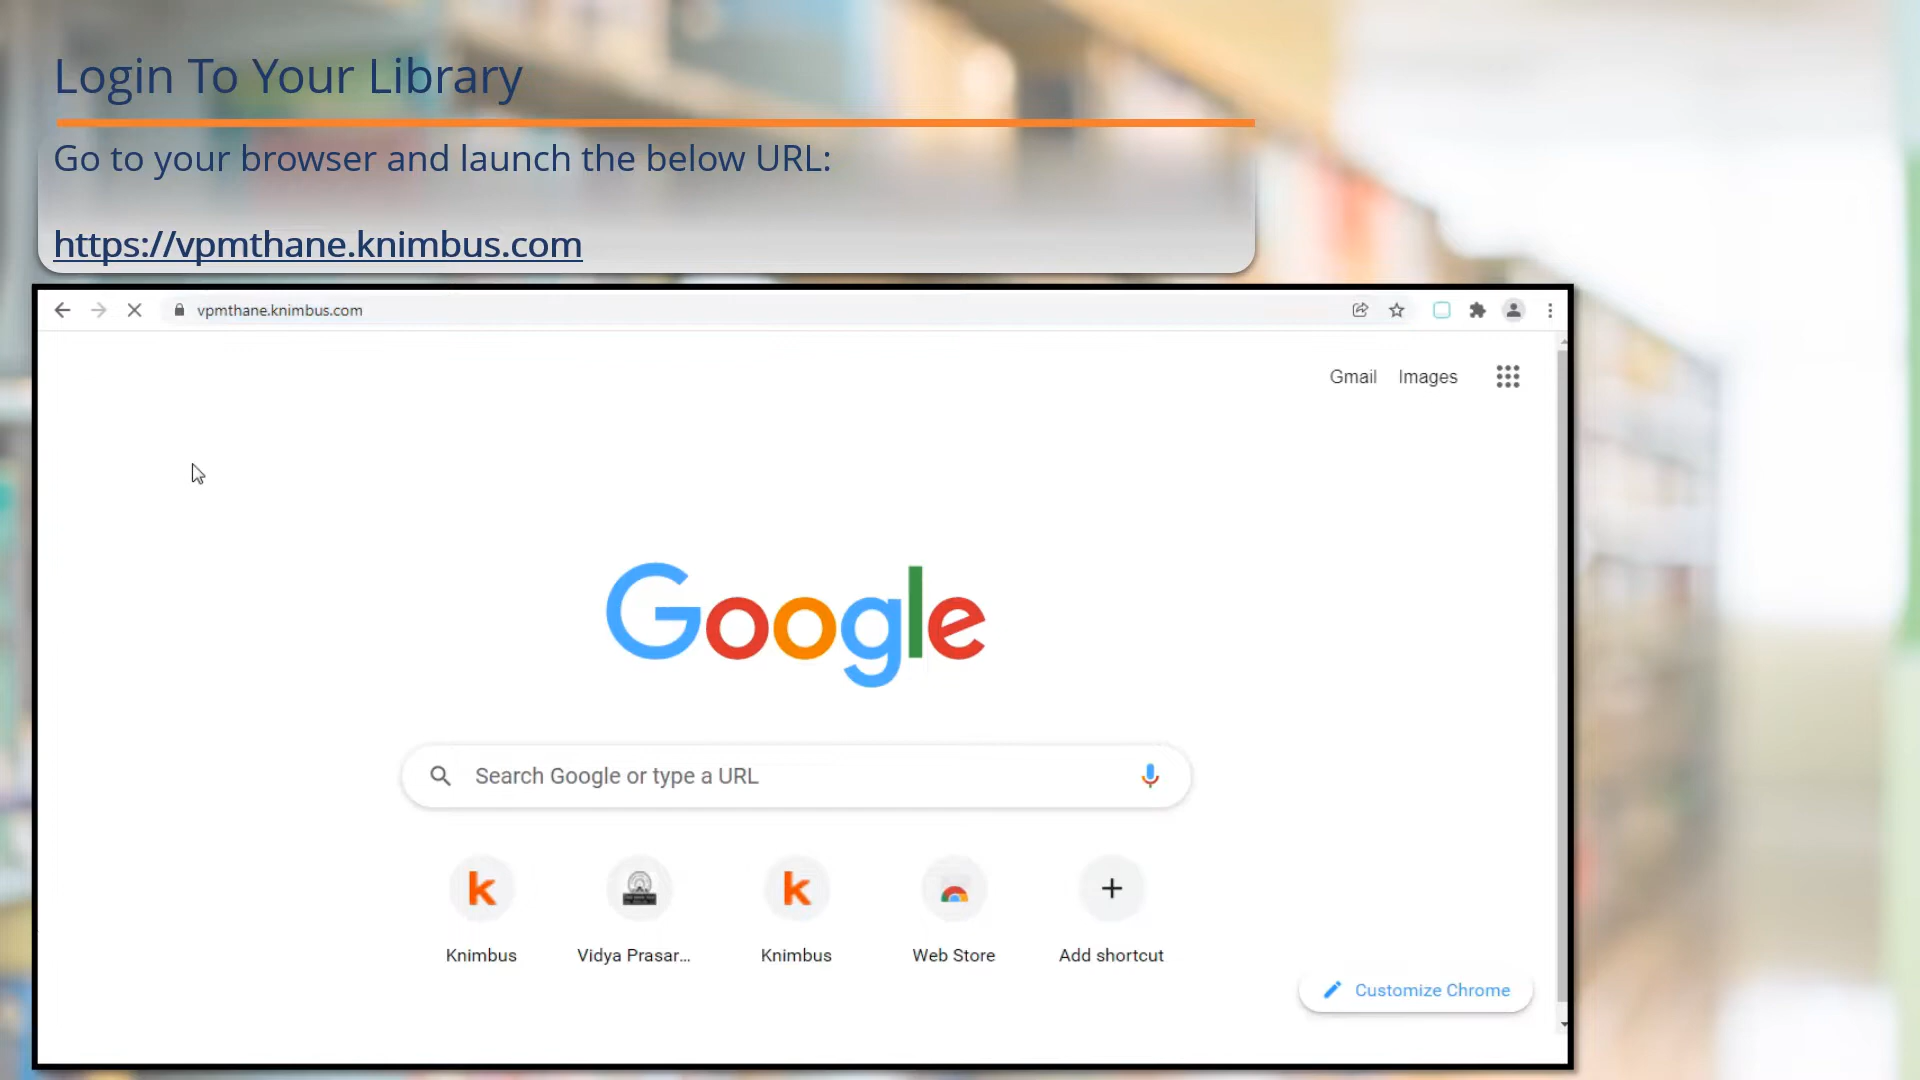 Login To Your Library
Go to your browser and launch the below URL:
https://vpmthane.knimbus.com
vpmthane.knimbus.com
Gmail Images
Google
Search Google or type a URL
k k
Knimbus Vidya Prasar... Knimbus Web Store Add shortcut
Customize Chrome